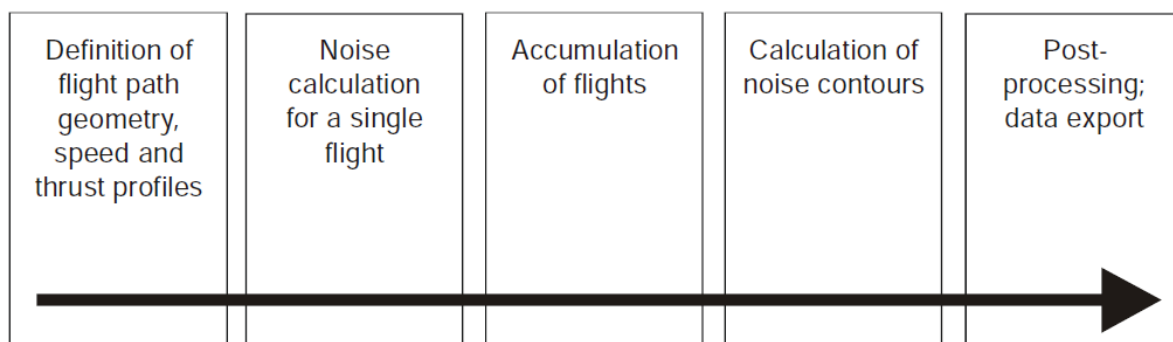 Definition of
flight path
geometry,
speed and
thrust profiles
Noise
calculation
for a single
flight
Accumulation
of flights
Calculation of
noise contours
Post-
processing;
data export